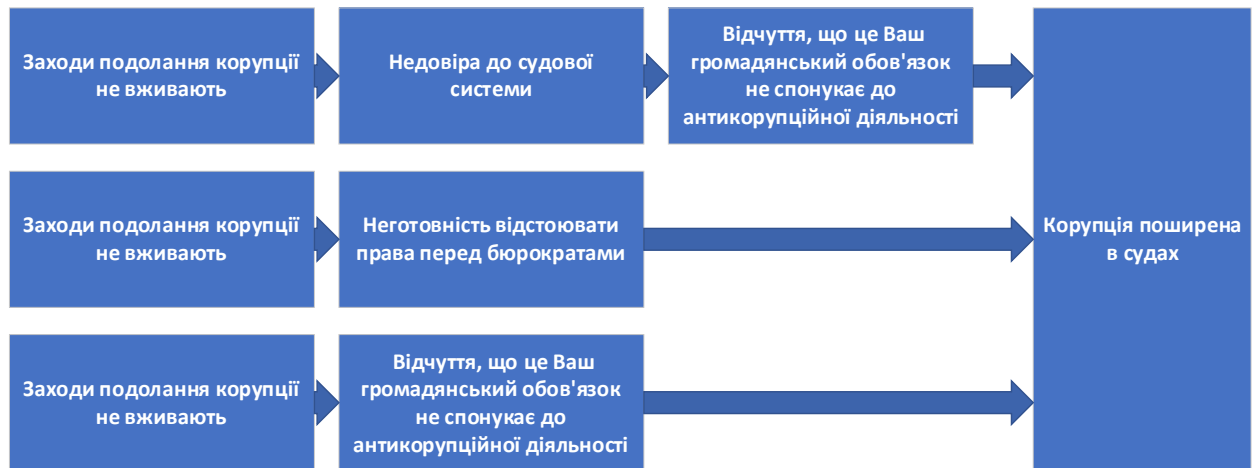 Заходи подолання корупції
не вживають
Недовіра до судової
системи
Відчуття, що це Ваш
громадянський обов'язок
не спонукає до
антикорупційної діяльності
Заходи подолання корупції
не вживають
Неготовність відстоювати
права перед бюрократами
Корупція поширена
в судах
Заходи подолання корупції
не вживають
Відчуття, що це Ваш
громадянський обов'язок
не спонукає до
антикорупційної діяльності